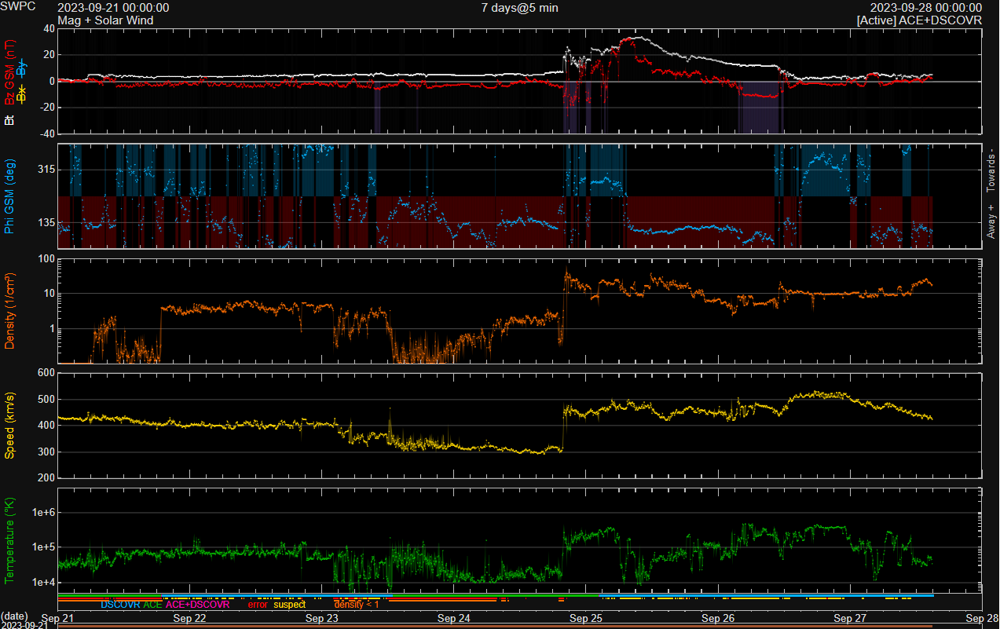 SWPC 2023-09-21 00:00:00 7 days@5 min 2023-09-28 00:00:00
Mag + Solar Wind [Active] ACE+DSCOVR
40
20
0
-20
-40
Bt Bz GSM (nT)
Bx By
315
135
Phi GSM (deg)
Away + Towards -
100
10
1
Density (1/cm³)
600
500
400
300
200
Speed (km/s)
1e+6
1e+5
1e+4
Temperature (°K)
DSCOVR ACE ACE+DSCOVR error suspect density < 1
(date) Sep 21 Sep 22 Sep 23 Sep 24 Sep 25 Sep 26 Sep 27 Sep 28
2023-09-21